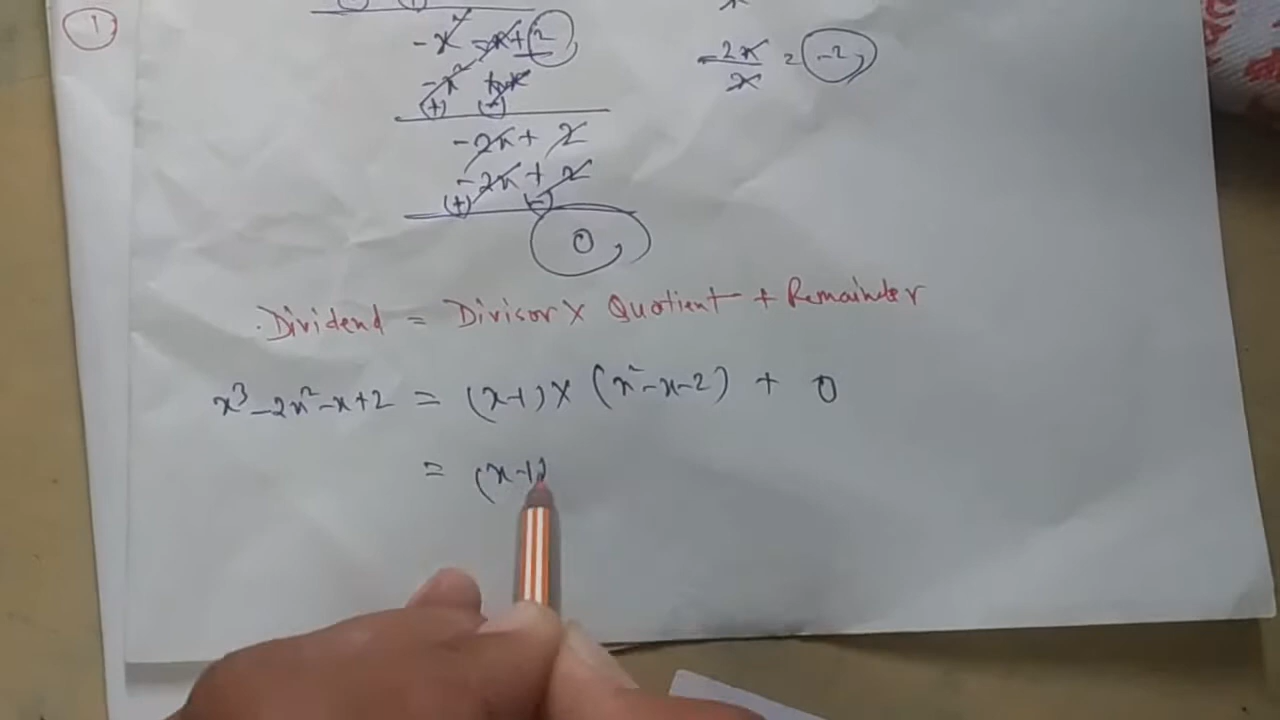 1
-x² -x+2
-x² +x
(+) (-)
-2x/x = -2,
-2x + 2
-2x + 2
(+) (-)
0,
Dividend = Divisor X Quotient + Remainder
x³-2x²-x+2 = (x-1) X (x²-x-2) + 0
= (x-1)